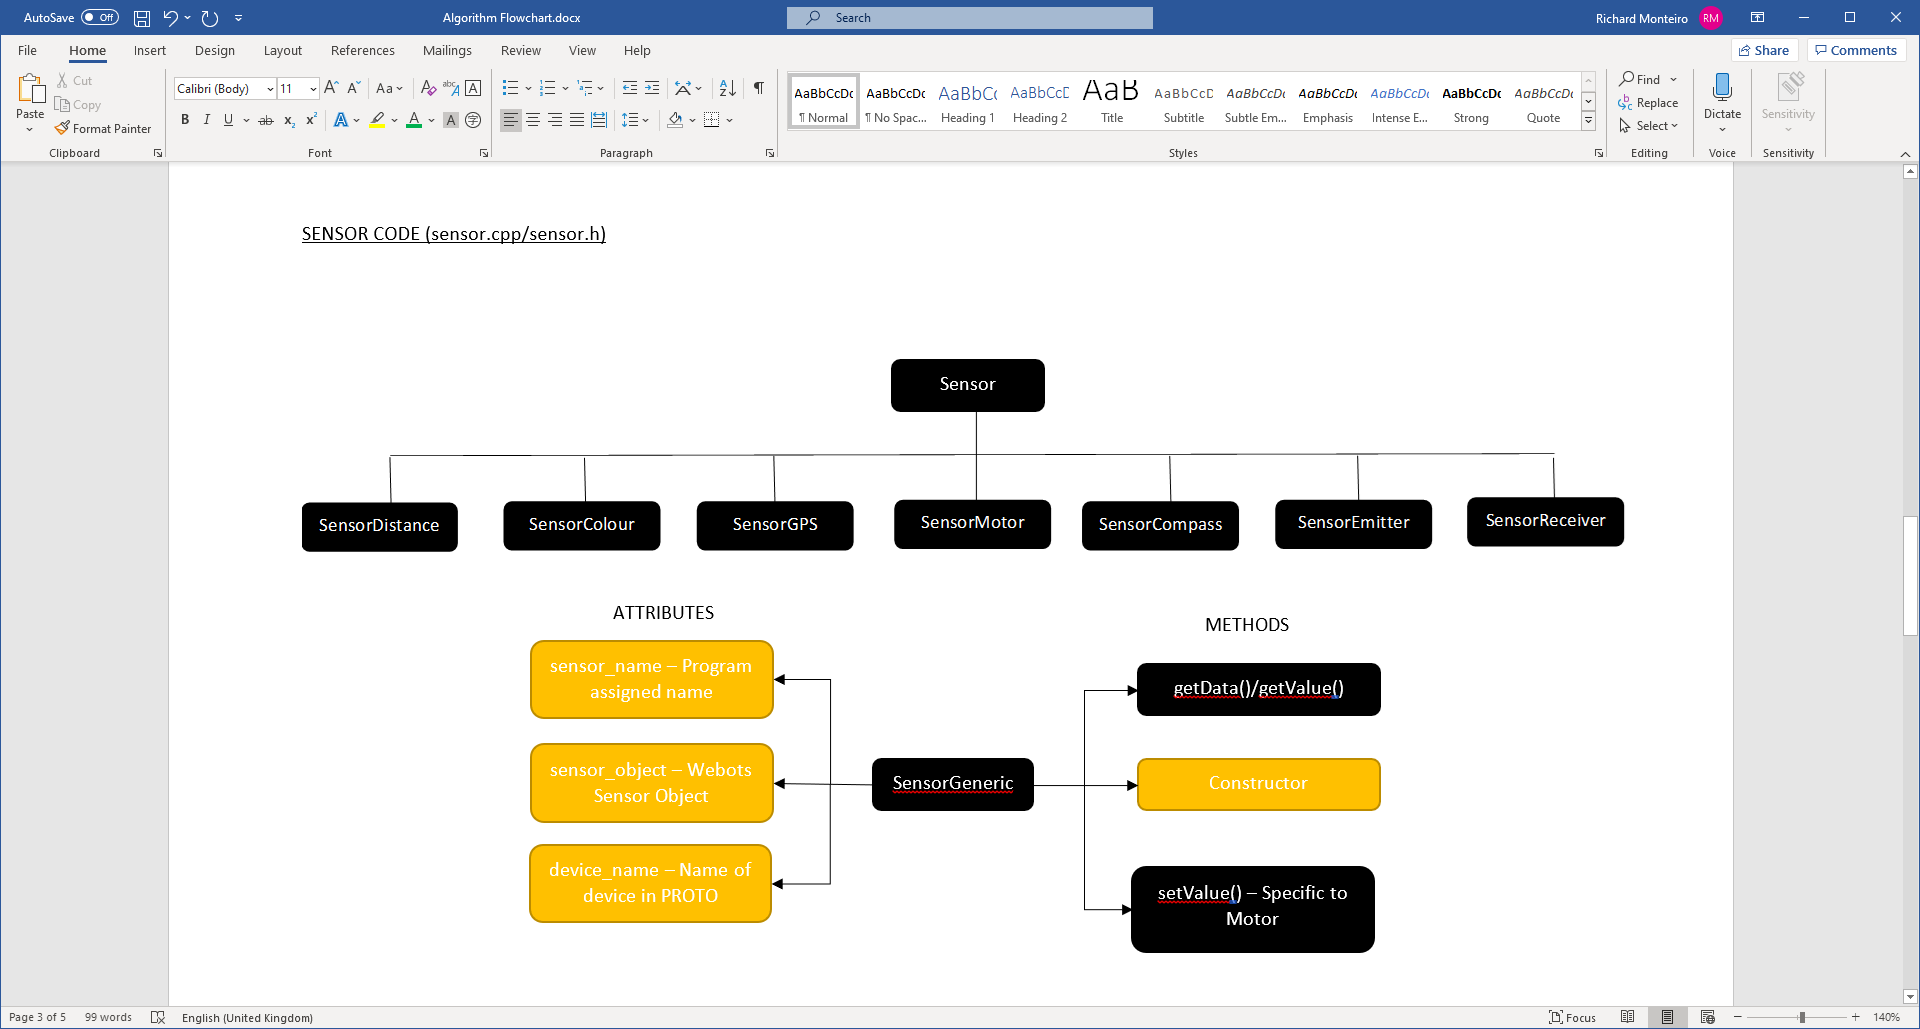 AutoSave Off
Algorithm Flowchart.docx
Search
Richard Monteiro RM
File Home Insert Design Layout References Mailings Review View Help
Share Comments
Paste
Cut
Copy
Format Painter
Clipboard
Calibri (Body) 11
Font
Paragraph
AaBbCcDc AaBbCcDc AaBbCc AaBbCcD AaB AaBbCcD AaBbCcDc AaBbCcDc AaBbCcDc AaBbCcDc AaBbCcDc
¶ Normal ¶ No Spac... Heading 1 Heading 2 Title Subtitle Subtle Em... Emphasis Intense E... Strong Quote
Styles
Find
Replace
Select
Editing
Dictate
Voice
Sensitivity
Sensitivity
SENSOR CODE (sensor.cpp/sensor.h)
Sensor
SensorDistance SensorColour SensorGPS SensorMotor SensorCompass SensorEmitter SensorReceiver
ATTRIBUTES
METHODS
sensor_name – Program
assigned name
getData()/getValue()
sensor_object – Webots
Sensor Object
SensorGeneric
Constructor
device_name – Name of
device in PROTO
setValue() – Specific to
Motor
Page 3 of 5 99 words English (United Kingdom)
Focus 140%